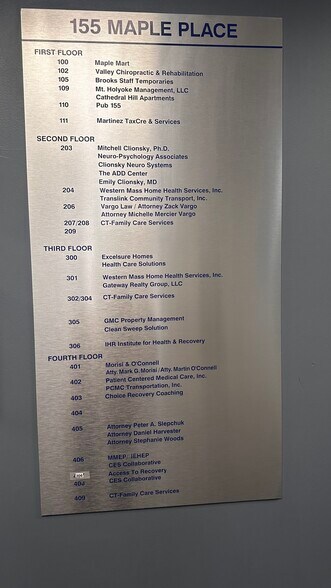 155 MAPLE PLACE
FIRST FLOOR
100 Maple Mart
102 Valley Chiropractic & Rehabilitation
105 Brooks Staff Temporaries
109 Mt. Holyoke Management, LLC
Cathedral Hill Apartments
110 Pub 155
111 Martinez TaxCre & Services
SECOND FLOOR
203 Mitchell Clionsky, Ph.D.
Neuro-Psychology Associates
Clionsky Neuro Systems
The ADD Center
Emily Clionsky, MD
204 Western Mass Home Health Services, Inc.
Translink Community Transport, Inc.
206 Vargo Law / Attorney Zack Vargo
Attorney Michelle Mercier Vargo
207/208 CT-Family Care Services
209
THIRD FLOOR
300 Excelsure Homes
Health Care Solutions
301 Western Mass Home Health Services, Inc.
Gateway Realty Group, LLC
302/304 CT-Family Care Services
305 GMC Property Management
Clean Sweep Solution
306 IHR Institute for Health & Recovery
FOURTH FLOOR
401 Morisi & O'Connell
Atty. Mark G. Morisi / Atty. Martin O'Connell
402 Patient Centered Medical Care, Inc.
PCMC Transportation, Inc.
403 Choice Recovery Coaching
404
405 Attorney Peter A. Slepchuk
Attorney Daniel Harvester
Attorney Stephanie Woods
406 MMEP,
CES Collaborative
Access To Recovery
CES Collaborative
409 CT-Family Care Services